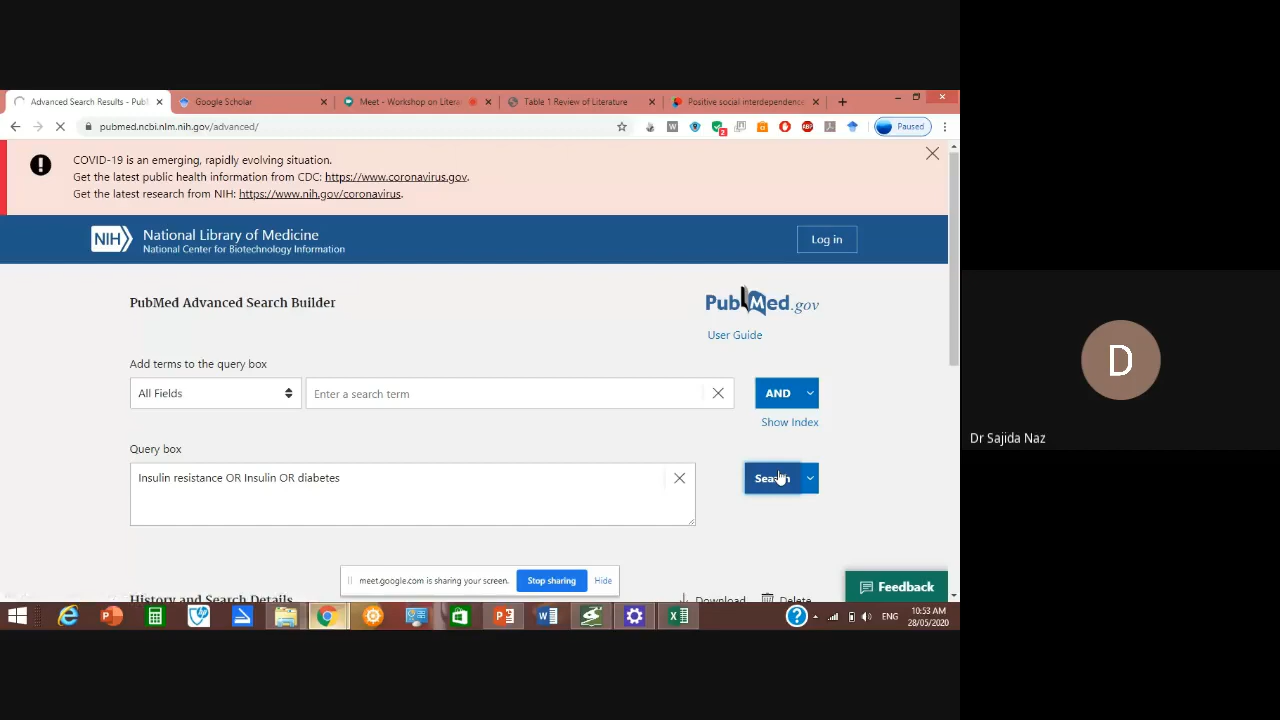 Advanced Search Results - Pub
Google Scholar
Meet - Workshop on Litera
Table 1 Review of Literature
Positive social interdependence
pubmed.ncbi.nlm.nih.gov/advanced/
W
2
ABP
Paused
COVID-19 is an emerging, rapidly evolving situation.
Get the latest public health information from CDC: https://www.coronavirus.gov.
Get the latest research from NIH: https://www.nih.gov/coronavirus.
NIH
National Library of Medicine
National Center for Biotechnology Information
Log in
PubMed Advanced Search Builder
PubMed.gov
User Guide
Add terms to the query box
All Fields
Enter a search term
AND
Show Index
Query box
Insulin resistance OR Insulin OR diabetes
Search
meet.google.com is sharing your screen.
Stop sharing
Hide
History and Search Details
Download
Delete
Feedback
ENG
10:53 AM
28/05/2020
D
Dr Sajida Naz